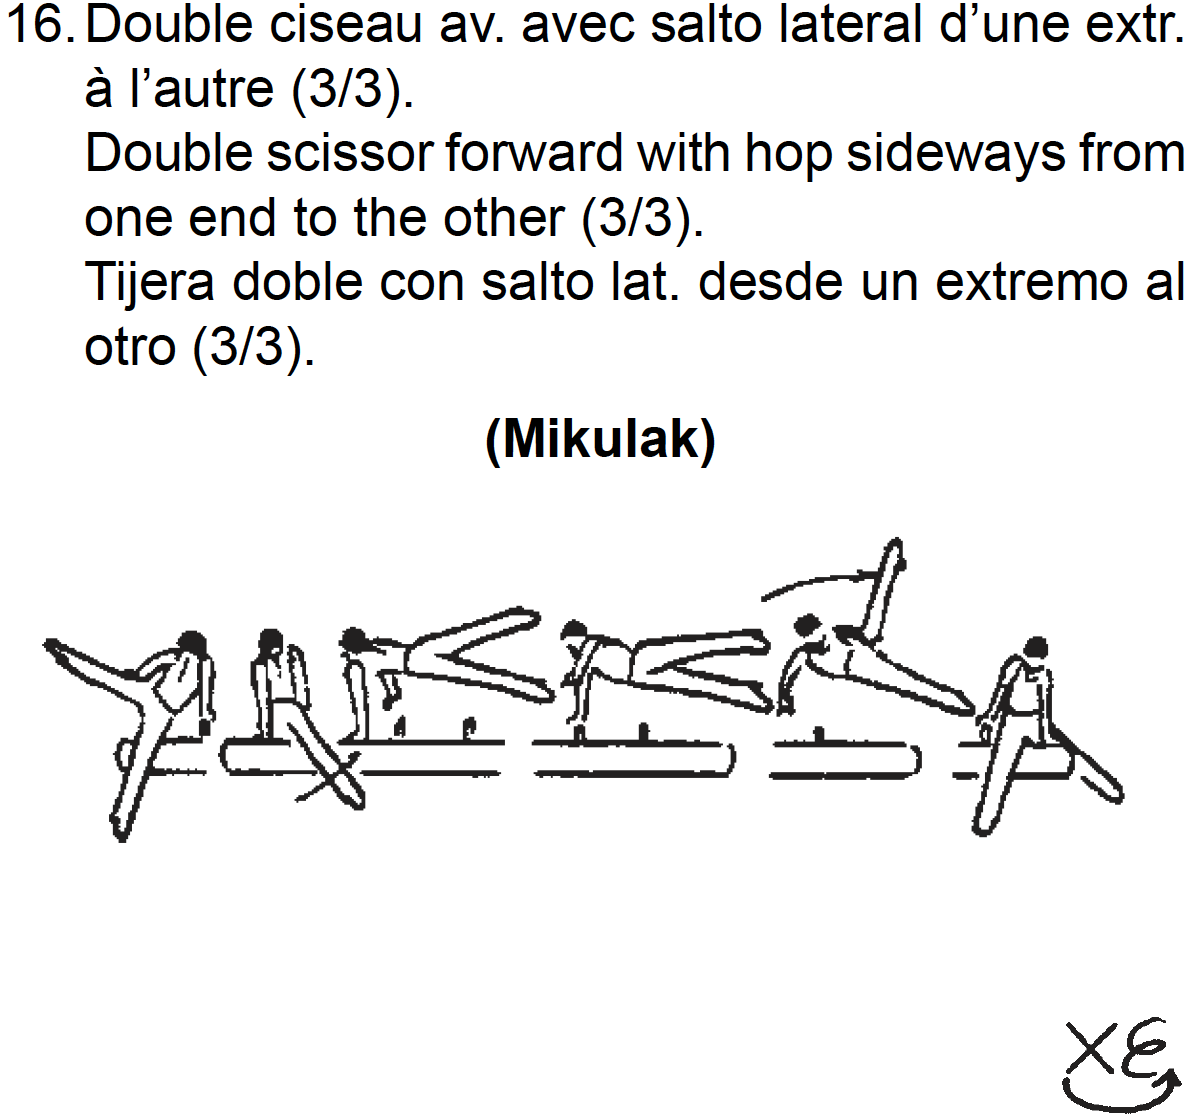 16. Double ciseau av. avec salto lateral d’une extr.
à l’autre (3/3).
Double scissor forward with hop sideways from
one end to the other (3/3).
Tijera doble con salto lat. desde un extremo al
otro (3/3).
(Mikulak)